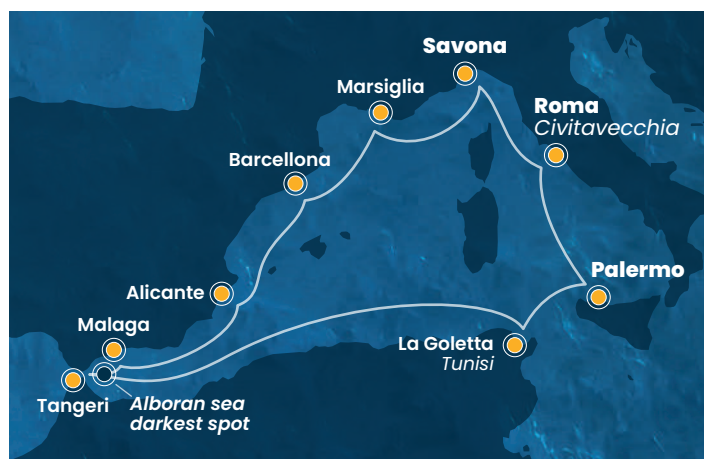 Savona
Marsiglia
Roma
Civitavecchia
Barcellona
Palermo
Alicante
Malaga
La Goletta
Tunisi
Tangeri
Alboran sea
darkest spot